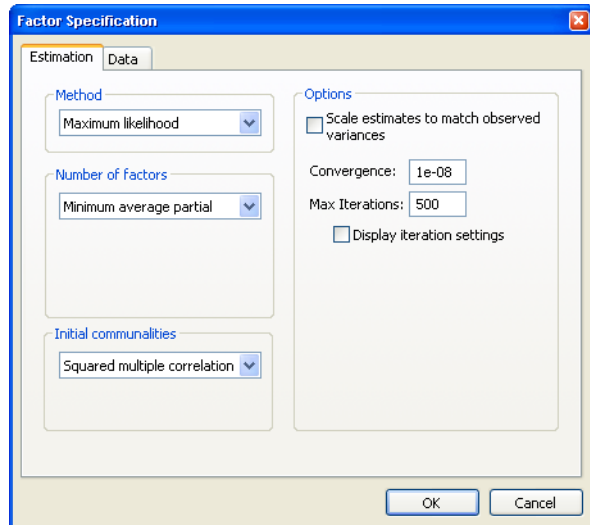 Factor Specification
Estimation
Data
Method
Maximum likelihood
Number of factors
Minimum average partial
Initial communalities
Squared multiple correlation
Options
Scale estimates to match observed
variances
Convergence: 1e-08
Max Iterations: 500
Display iteration settings
OK
Cancel